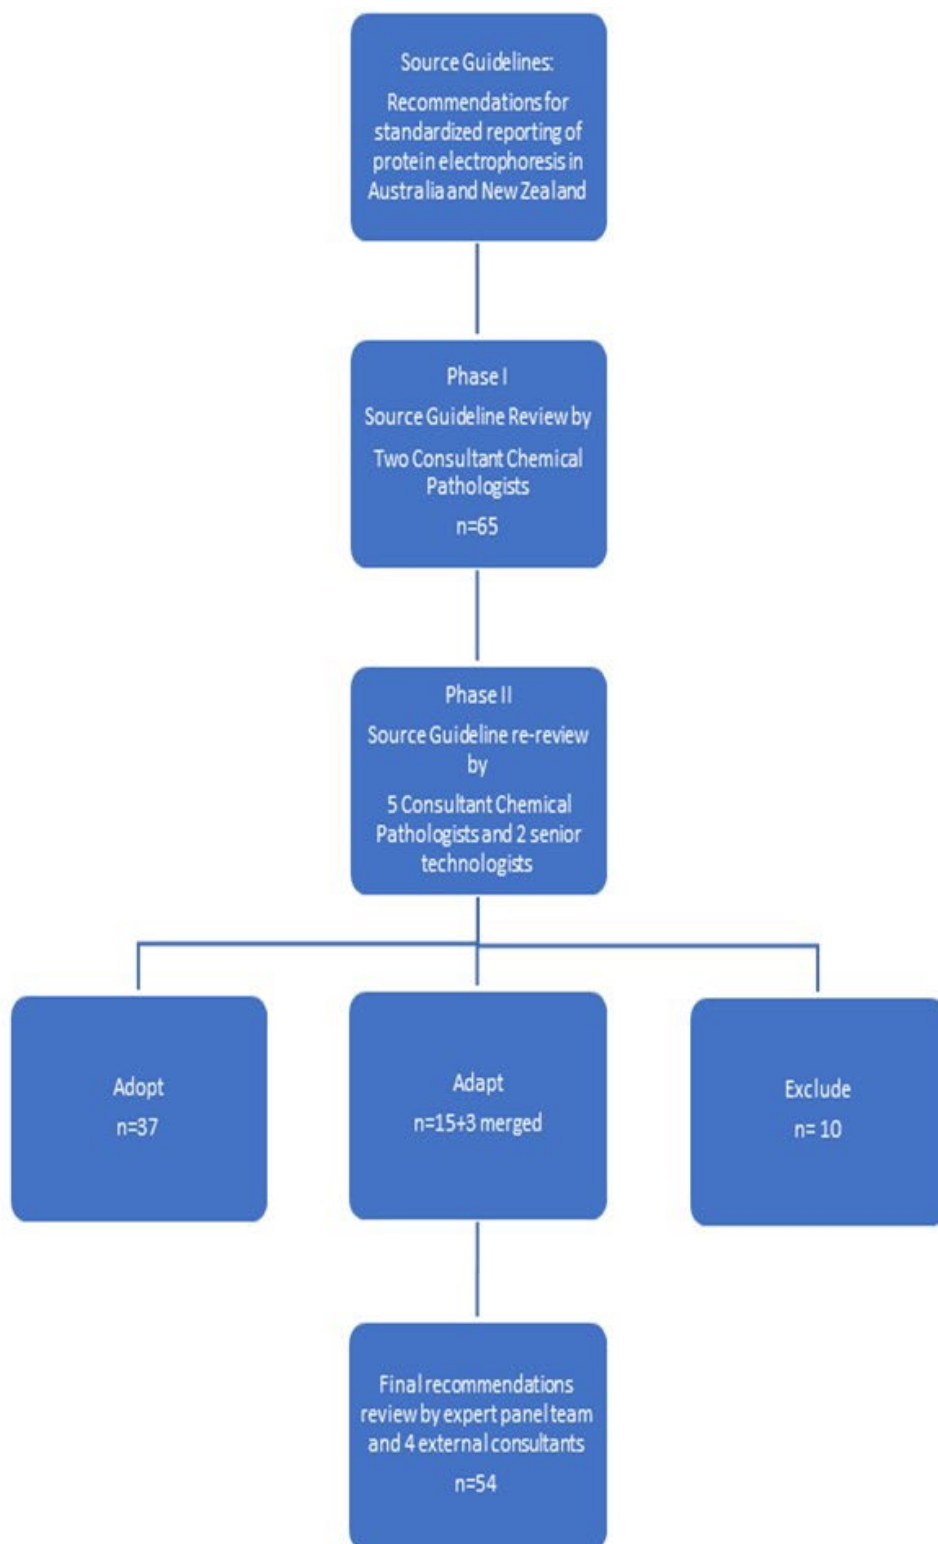 Source Guidelines:
Recommendations for
standardized reporting of
protein electrophoresis in
Australia and New Zealand
Phase I
Source Guideline Review by
Two Consultant Chemical
Pathologists
n=65
Phase II
Source Guideline re-review
by
5 Consultant Chemical
Pathologists and 2 senior
technologists
Adopt
n=37
Adapt
n=15+3 merged
Exclude
n= 10
Final recommendations
review by expert panel team
and 4 external consultants
n=54